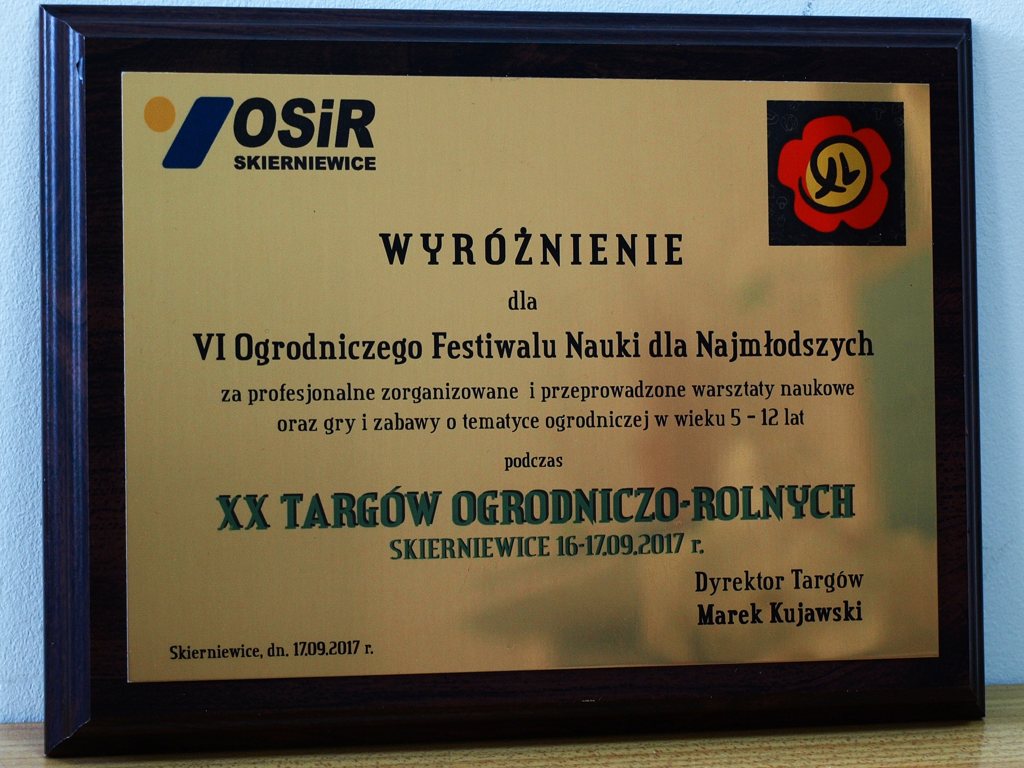 OSiR
SKIERNIEWICE
XL
WYRÓŻNIENIE
dla
VI Ogrodniczego Festiwalu Nauki dla Najmłodszych
za profesjonalne zorganizowane i przeprowadzone warsztaty naukowe
oraz gry i zabawy o tematyce ogrodniczej w wieku 5 - 12 lat
podczas
XX TARGÓW OGRODNICZO-ROLNYCH
SKIERNIEWICE 16-17.09.2017 r.
Dyrektor Targów
Marek Kujawski
Skierniewice, dn. 17.09.2017 r.